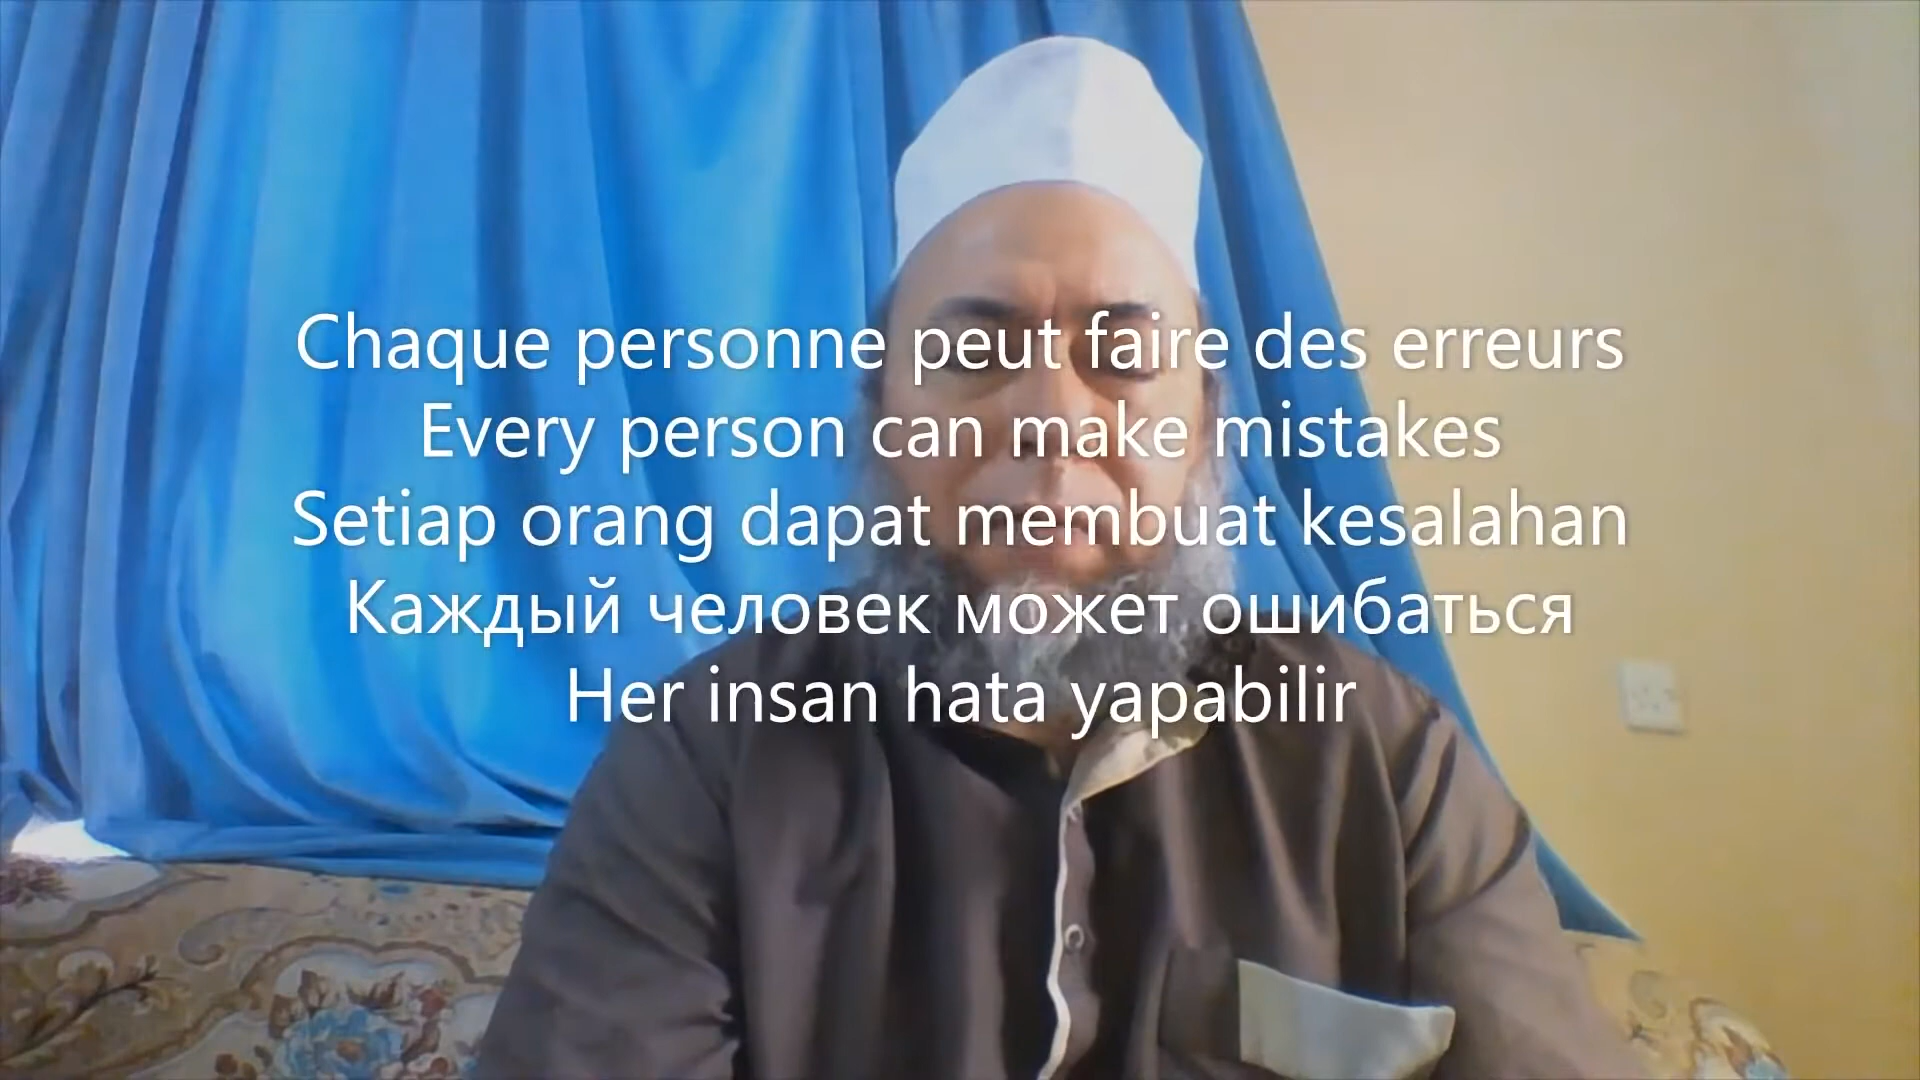 Chaque personne peut faire des erreurs
Every person can make mistakes
Setiap orang dapat membuat kesalahan
Каждый человек может ошибаться
Her insan hata yapabilir